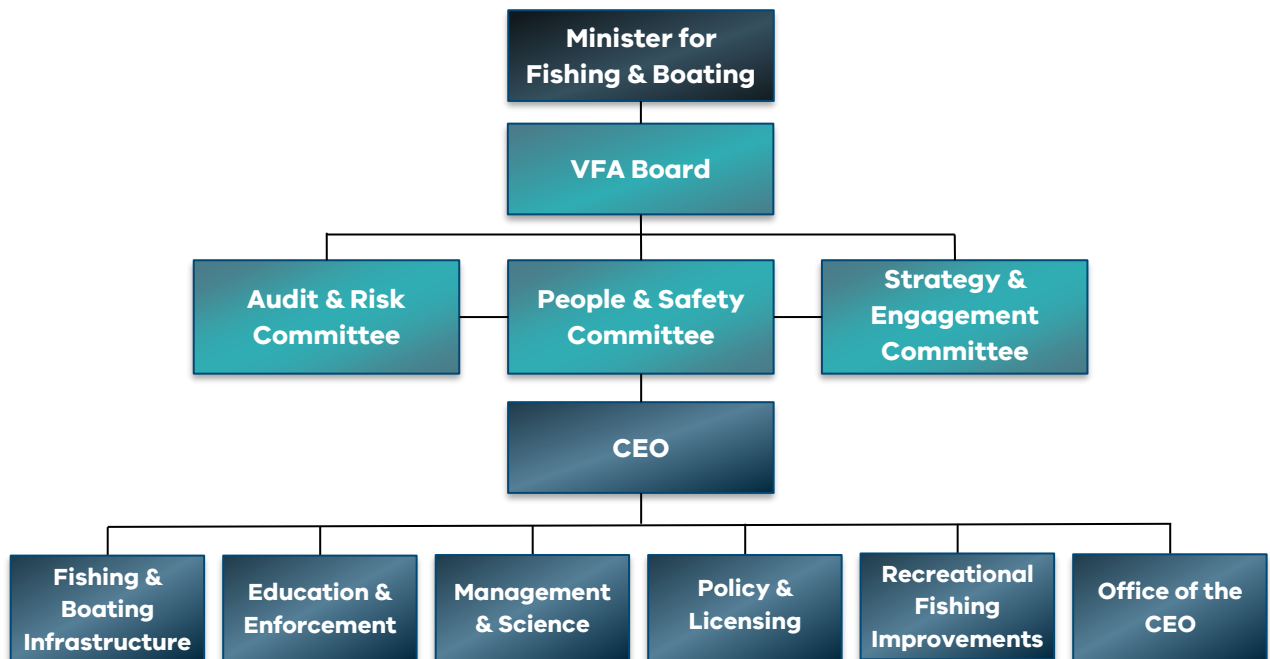 Minister for
Fishing & Boating
VFA Board
Audit & Risk
Committee
People & Safety
Committee
Strategy &
Engagement
Committee
CEO
Fishing &
Boating
Infrastructure
Education &
Enforcement
Management
& Science
Policy &
Licensing
Recreational
Fishing
Improvements
Office of the
CEO